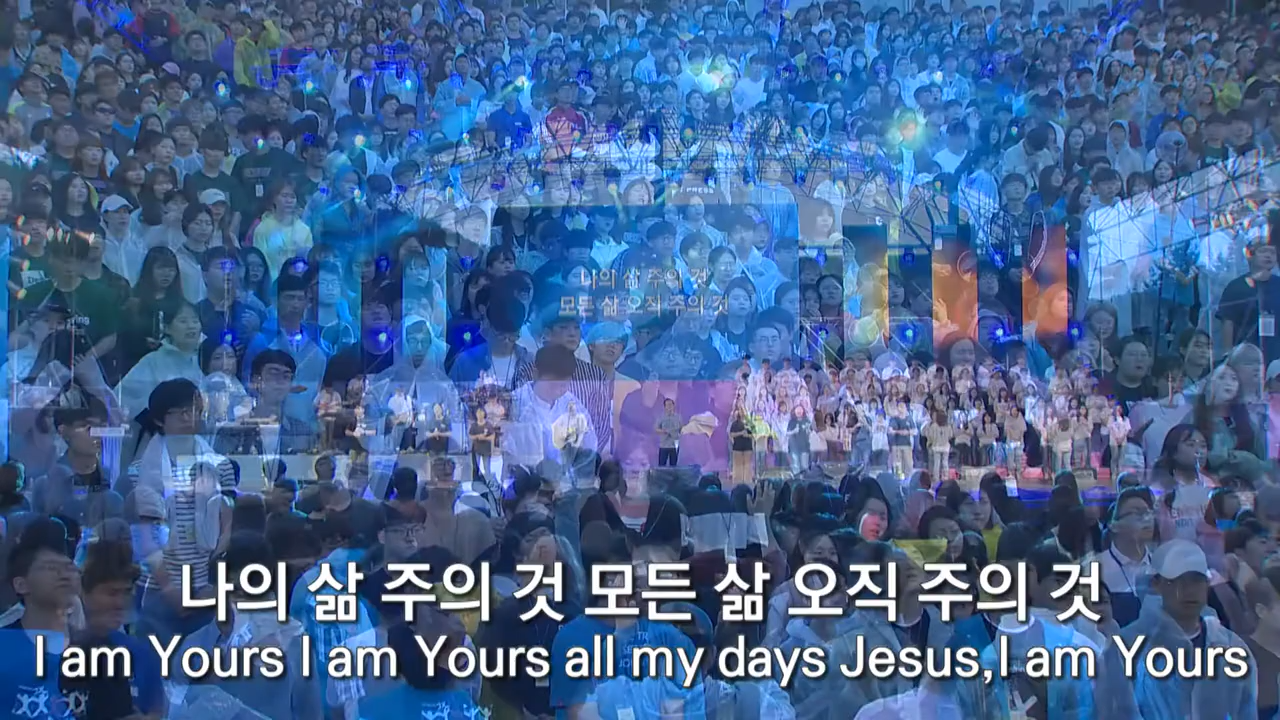 PRESS
나의 삶 주의 것
모든 삶 오직 주의 것
나의 삶 주의 것 모든 삶 오직 주의 것
I am Yours I am Yours all my days Jesus,I am Yours